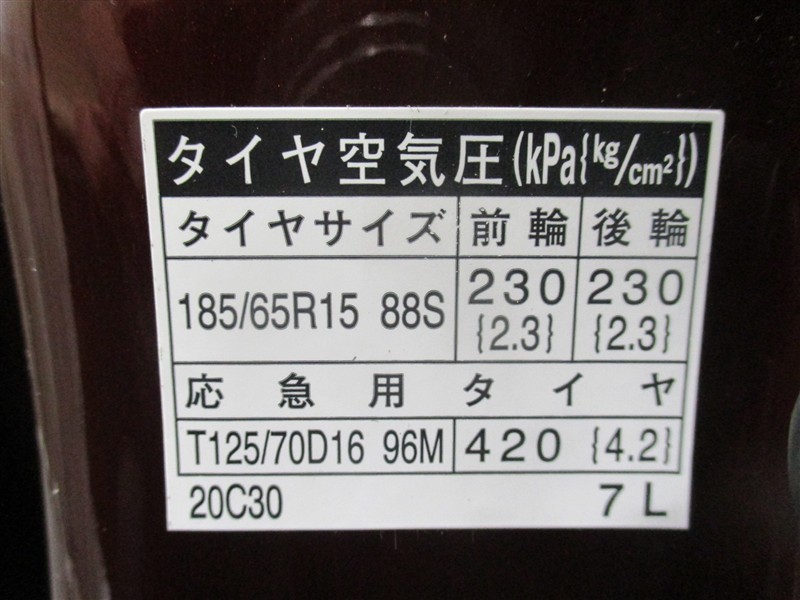 タイヤ空気圧(kPa{kg/cm²})
タイヤサイズ 前輪 後輪
185/65R15 88S 230 {2.3} 230 {2.3}
応急用タイヤ
T125/70D16 96M 420 {4.2}
20C30 7L